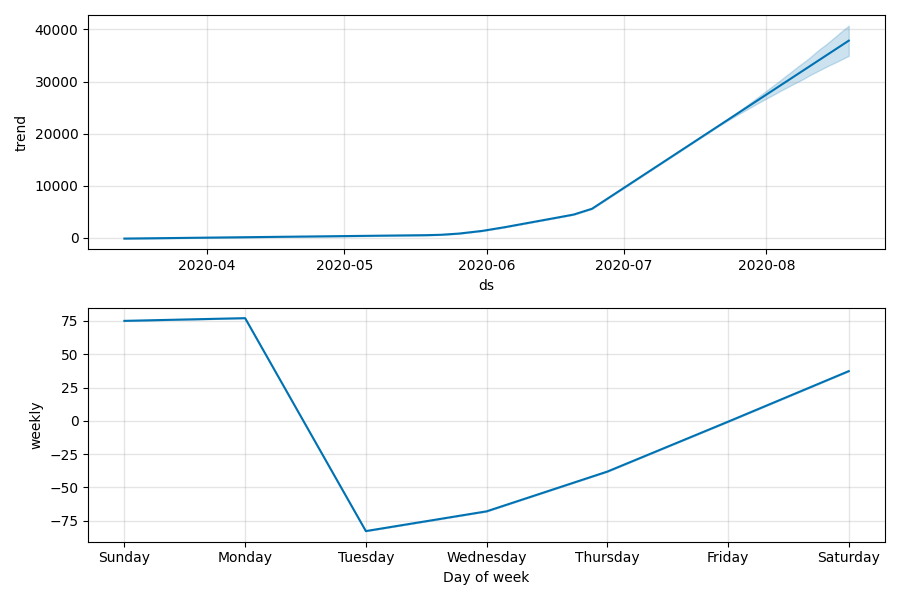 40000
30000
20000
10000
0
trend
2020-04 2020-05 2020-06 2020-07 2020-08
ds
75
50
25
0
−25
−50
−75
weekly
Sunday Monday Tuesday Wednesday Thursday Friday Saturday
Day of week